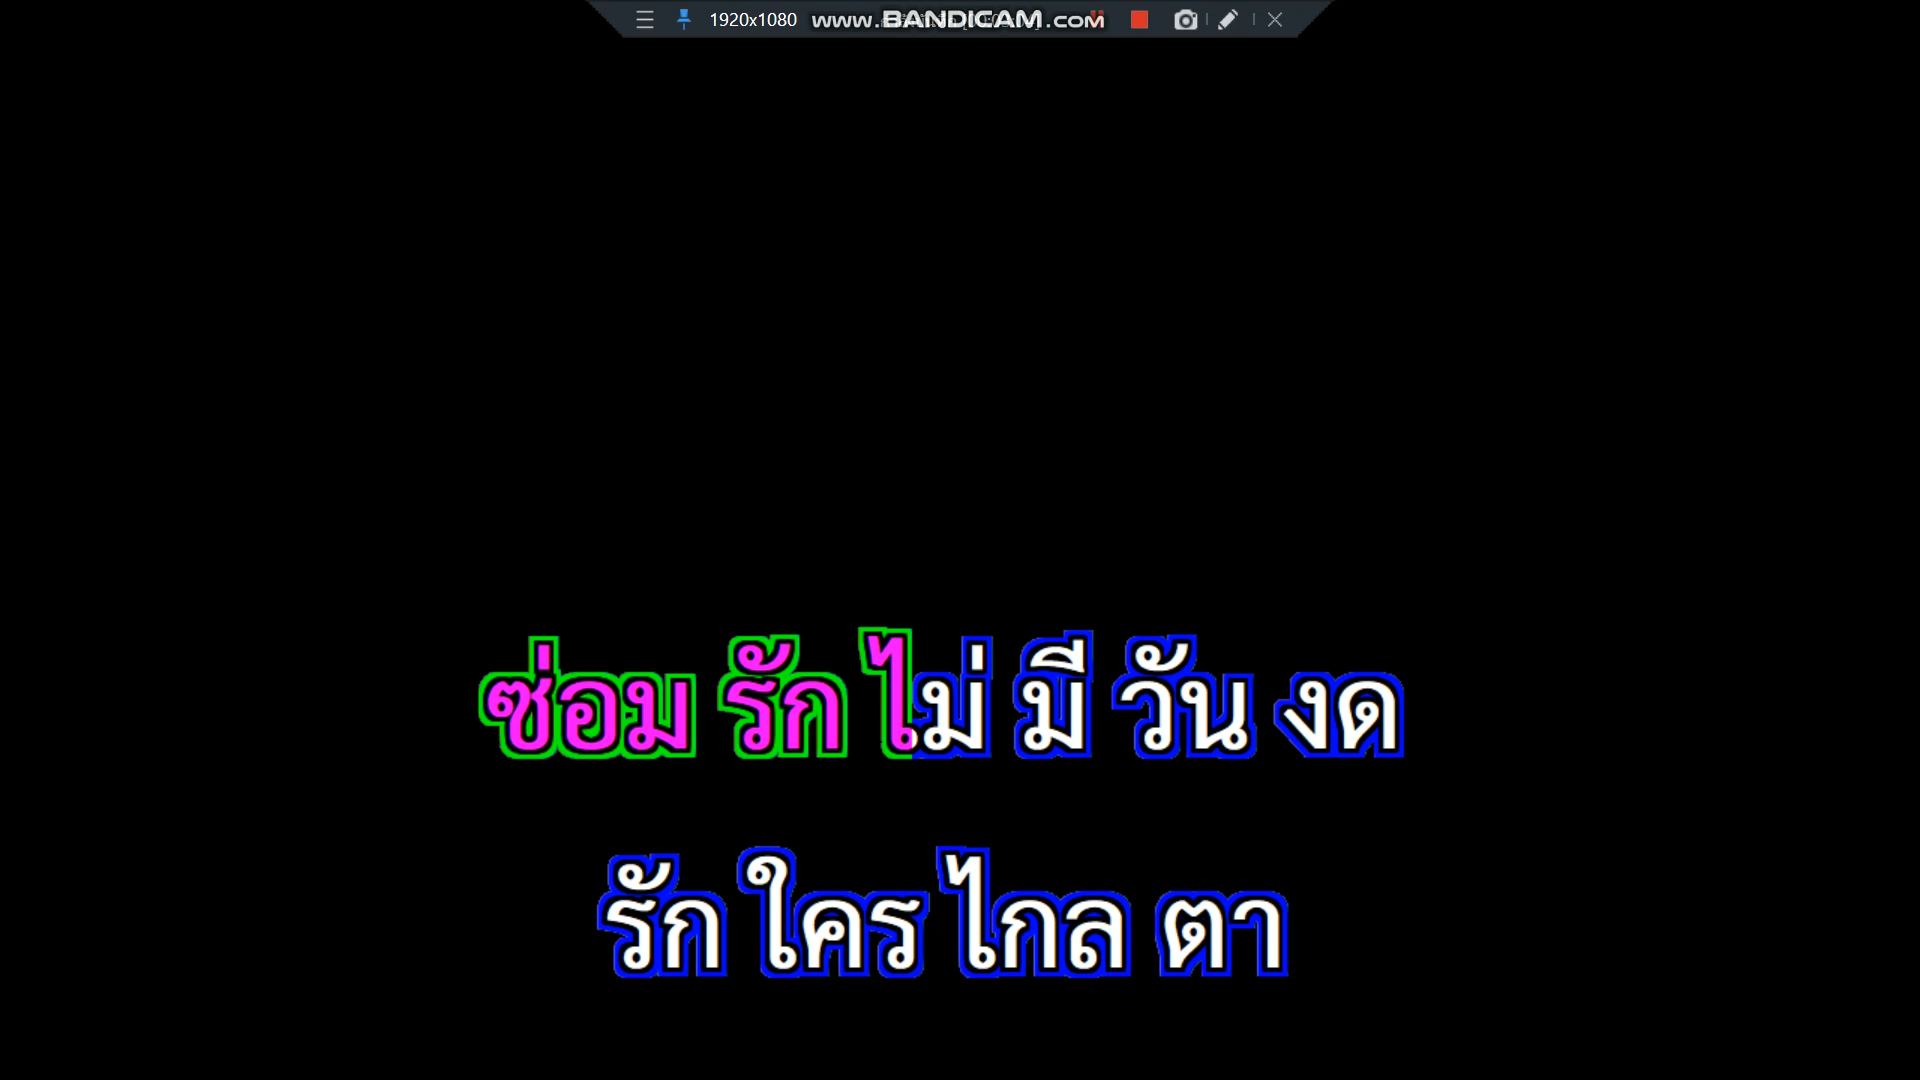 1920x1080 www.BANDICAM.com
ซ่อม รัก ไม่ มี วัน งด
รัก ใคร ไกล ตา